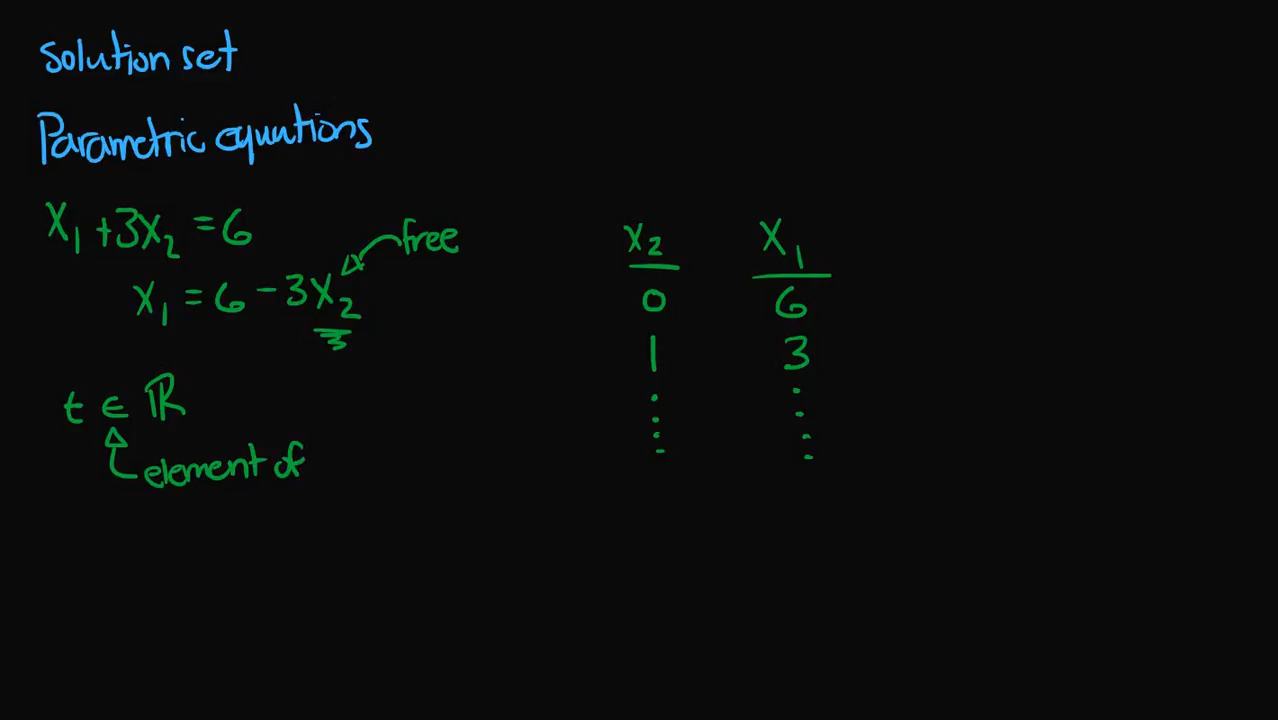 Solution set
Parametric equations
X₁ + 3X₂ = 6
free
X₁ = 6 - 3X₂
t ∈ ℝ
element of
X₂ X₁
0 6
1 3
⋮ ⋮